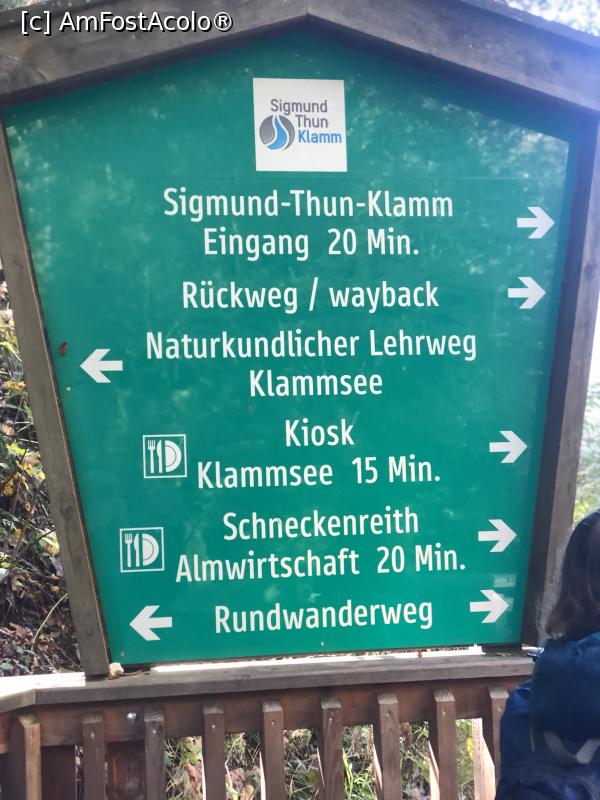 [c] AmFostAcolo®
Sigmund
Thun
Klamm
Sigmund-Thun-Klamm
Eingang 20 Min.
Rückweg / wayback
Naturkundlicher Lehrweg
Klammsee
Kiosk
Klammsee 15 Min.
Schneckenreith
Almwirtschaft 20 Min.
Rundwanderweg